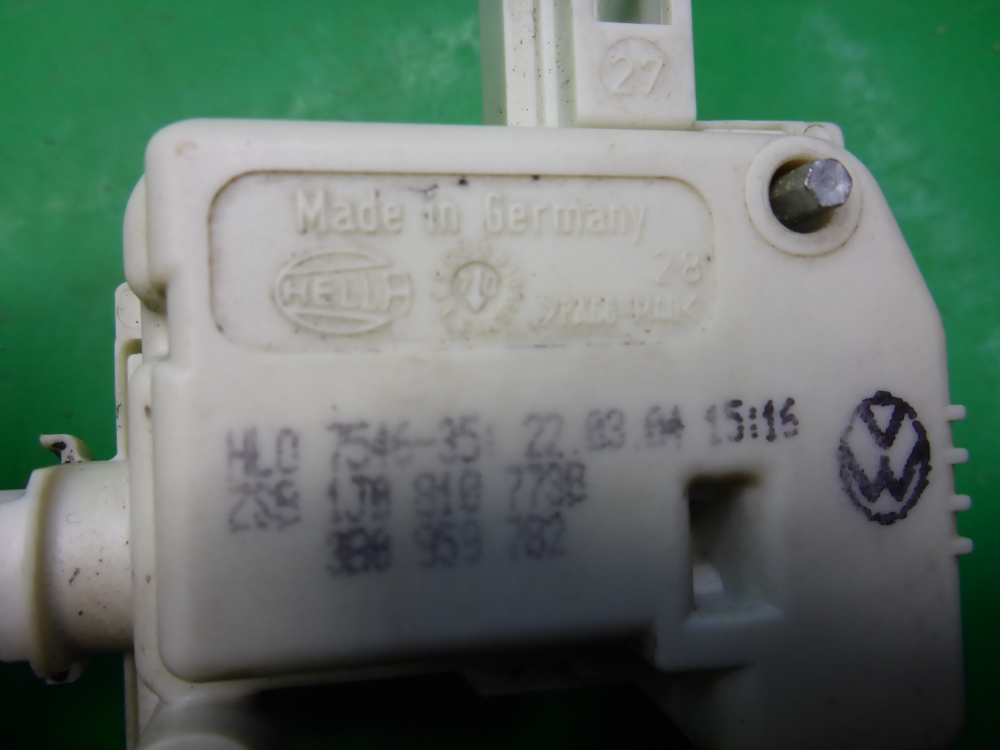 27
Made in Germany
HELLA
28
HLO 7546-35 22.03.04 15:16
1J0 810 773B
3B0 959 782